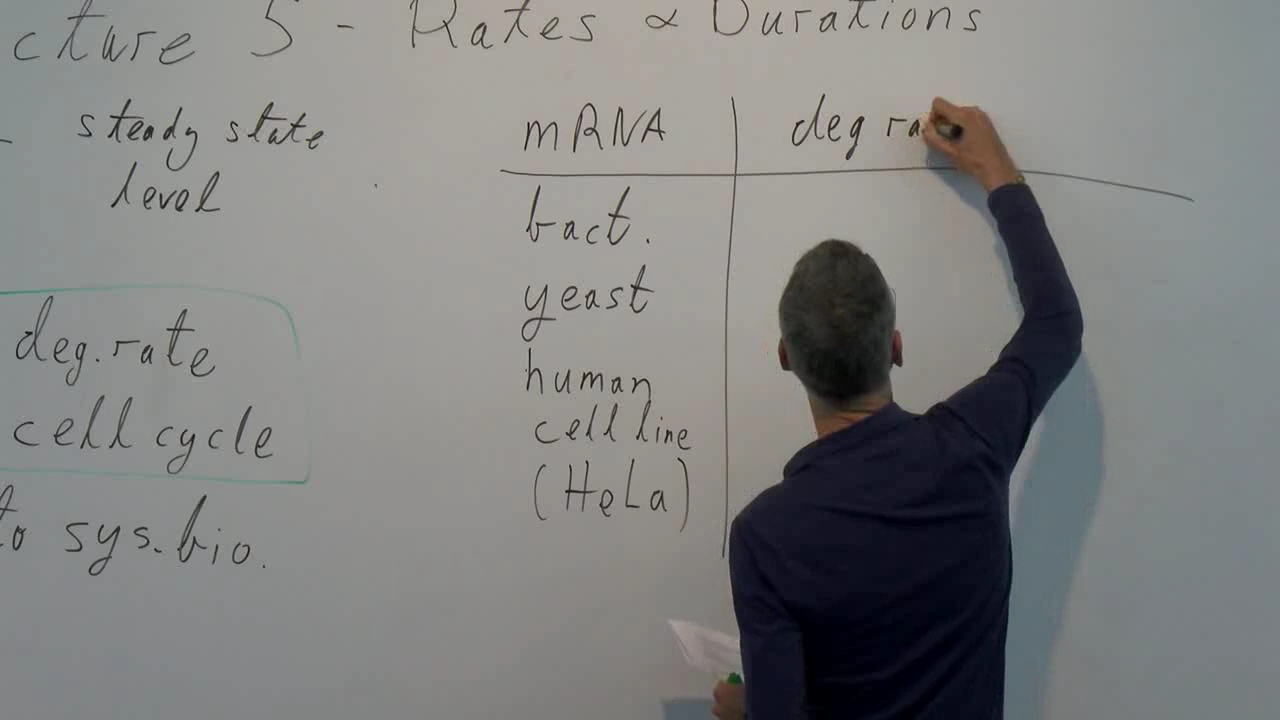 cture 5 - Rates & Durations
- steady state
level
deg. rate
cell cycle
to sys. bio.
mRNA
deg ra
bact.
yeast
human
cell line
(HeLa)